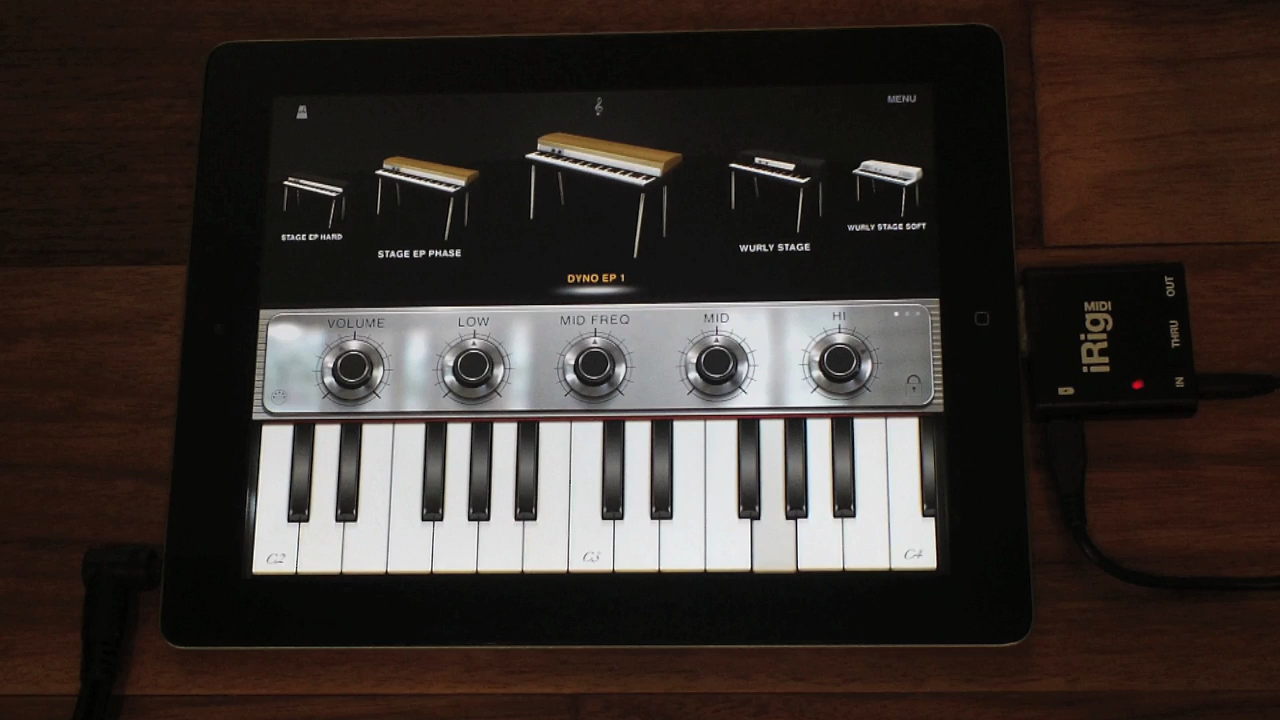 MENU
STAGE EP HARD
STAGE EP PHASE
DYNO EP 1
WURLY STAGE
WURLY STAGE SOFT
VOLUME
LOW
MID FREQ
MID
HI
C2
C3
C4
iRig MIDI
OUT
THRU
IN